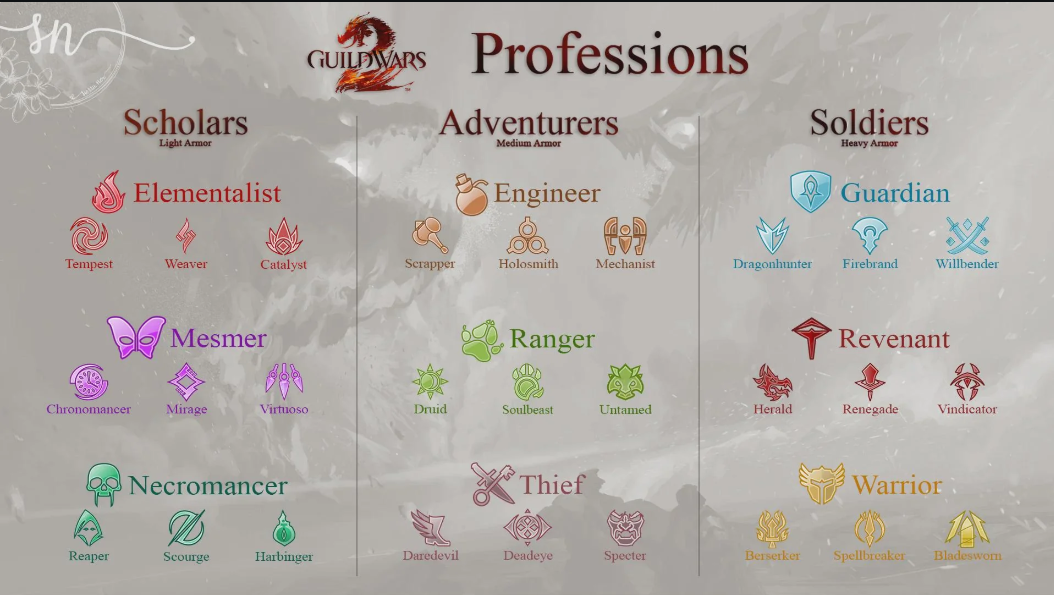 sn
GUILDWARS 2
Professions
Scholars
Light Armor
Elementalist
Tempest Weaver Catalyst
Mesmer
Chronomancer Mirage Virtuoso
Necromancer
Reaper Scourge Harbinger
Adventurers
Medium Armor
Engineer
Scrapper Holosmith Mechanist
Ranger
Druid Soulbeast Untamed
Thief
Daredevil Deadeye Specter
Soldiers
Heavy Armor
Guardian
Dragonhunter Firebrand Willbender
Revenant
Herald Renegade Vindicator
Warrior
Berserker Spellbreaker Bladesworn